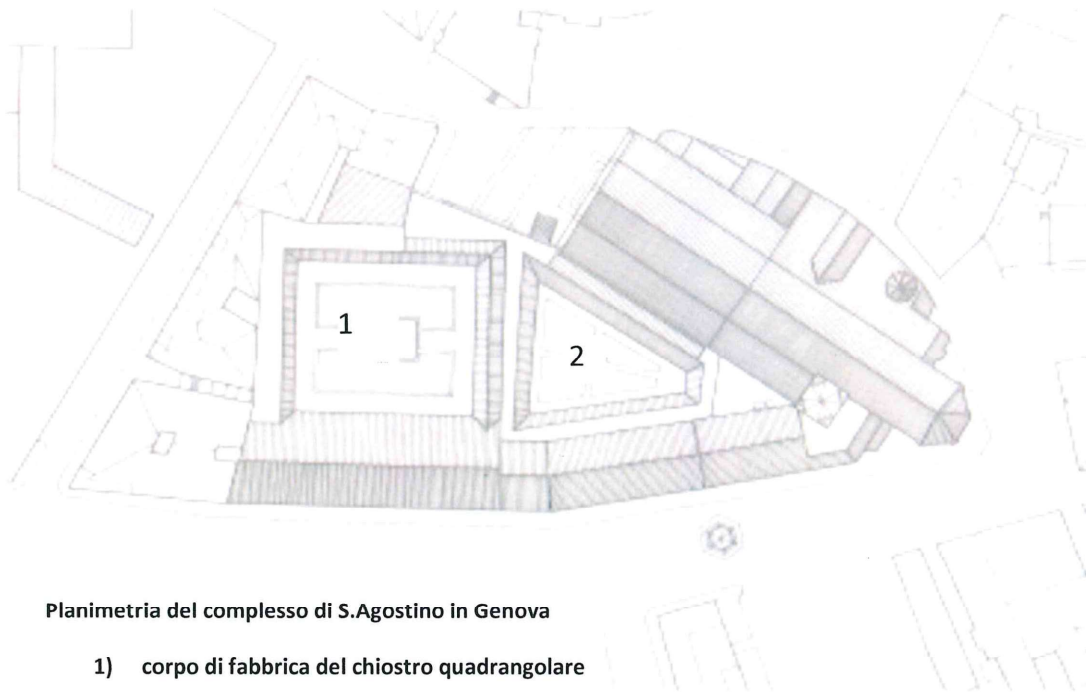 1
2
Planimetria del complesso di S.Agostino in Genova
1) corpo di fabbrica del chiostro quadrangolare